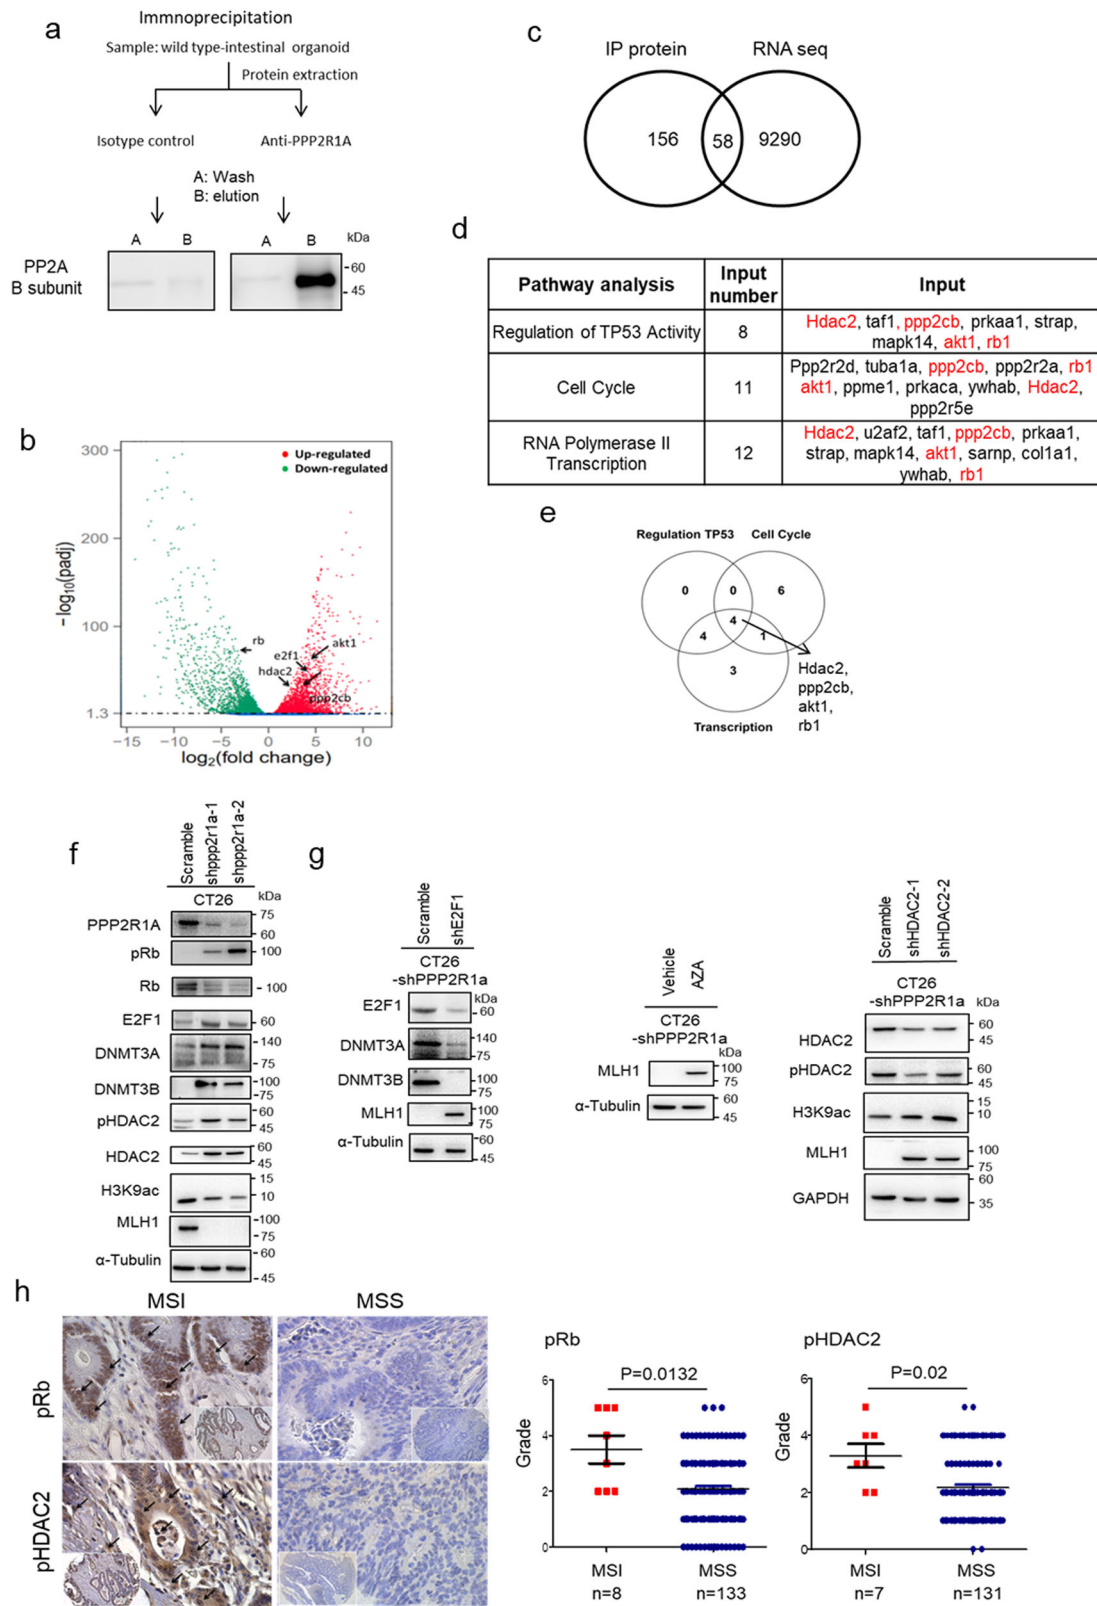 a
Immnoprecipitation
Sample: wild type-intestinal organoid
Protein extraction
Isotype control
Anti-PPP2R1A
A: Wash
B: elution
A
B
A
B
kDa
PP2A
B subunit
60
45
b
Up-regulated
Down-regulated
300
200
100
1.3
-log10(padj)
rb
e2f1
akt1
hdac2
ppp2cb
-15
-10
-5
0
5
10
log2(fold change)
c
IP protein
RNA seq
156
58
9290
d
Pathway analysis
Input number
Input
Regulation of TP53 Activity
8
Hdac2, taf1, ppp2cb, prkaa1, strap,
mapk14, akt1, rb1
Cell Cycle
11
Ppp2r2d, tuba1a, ppp2cb, ppp2r2a, rb1
akt1, ppme1, prkaca, ywhab, Hdac2,
ppp2r5e
RNA Polymerase II
Transcription
12
Hdac2, u2af2, taf1, ppp2cb, prkaa1,
strap, mapk14, akt1, sarnp, col1a1,
ywhab, rb1
e
Regulation TP53
Cell Cycle
0
0
6
4
4
1
3
Transcription
Hdac2,
ppp2cb,
akt1,
rb1
f
Scramble
shppp2r1a-1
shppp2r1a-2
CT26
kDa
PPP2R1A
75
60
pRb
100
Rb
100
E2F1
60
DNMT3A
140
75
DNMT3B
100
75
pHDAC2
60
45
HDAC2
60
45
H3K9ac
15
10
MLH1
100
75
α-Tubulin
60
45
g
Scramble
shE2F1
CT26
-shPPP2R1a
kDa
E2F1
60
DNMT3A
140
75
DNMT3B
100
75
MLH1
100
75
α-Tubulin
60
45
Vehicle
AZA
CT26
-shPPP2R1a
kDa
MLH1
100
75
α-Tubulin
60
45
Scramble
shHDAC2-1
shHDAC2-2
CT26
-shPPP2R1a
kDa
HDAC2
60
45
pHDAC2
60
45
H3K9ac
15
10
MLH1
100
75
GAPDH
60
35
h
MSI
MSS
pRb
pHDAC2
pRb
P=0.0132
6
4
2
0
Grade
MSI
n=8
MSS
n=133
pHDAC2
P=0.02
6
4
2
0
Grade
MSI
n=7
MSS
n=131